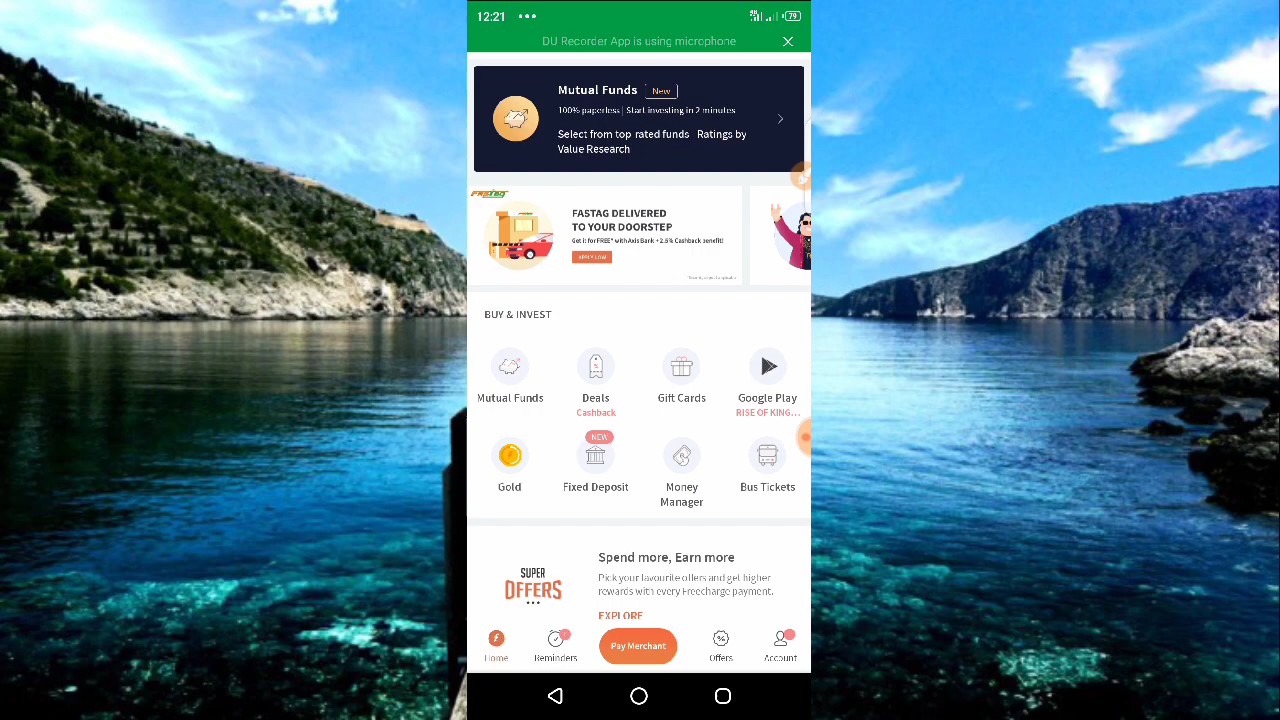 12:21
79
DU Recorder App is using microphone
Mutual Funds New
100% paperless | Start investing in 2 minutes
Select from top rated funds Ratings by
Value Research
FASTAG
FASTAG DELIVERED
TO YOUR DOORSTEP
Get it for FREE* with Axis Bank + 2.5% Cashback benefit!
APPLY NOW
BUY & INVEST
Mutual Funds
Deals
Cashback
Gift Cards
Google Play
RISE OF KING...
Gold
NEW
Fixed Deposit
Money
Manager
Bus Tickets
SUPER
OFFERS
Spend more, Earn more
Pick your favourite offers and get higher
rewards with every Freecharge payment.
EXPLORE
Home
Reminders
Pay Merchant
Offers
Account